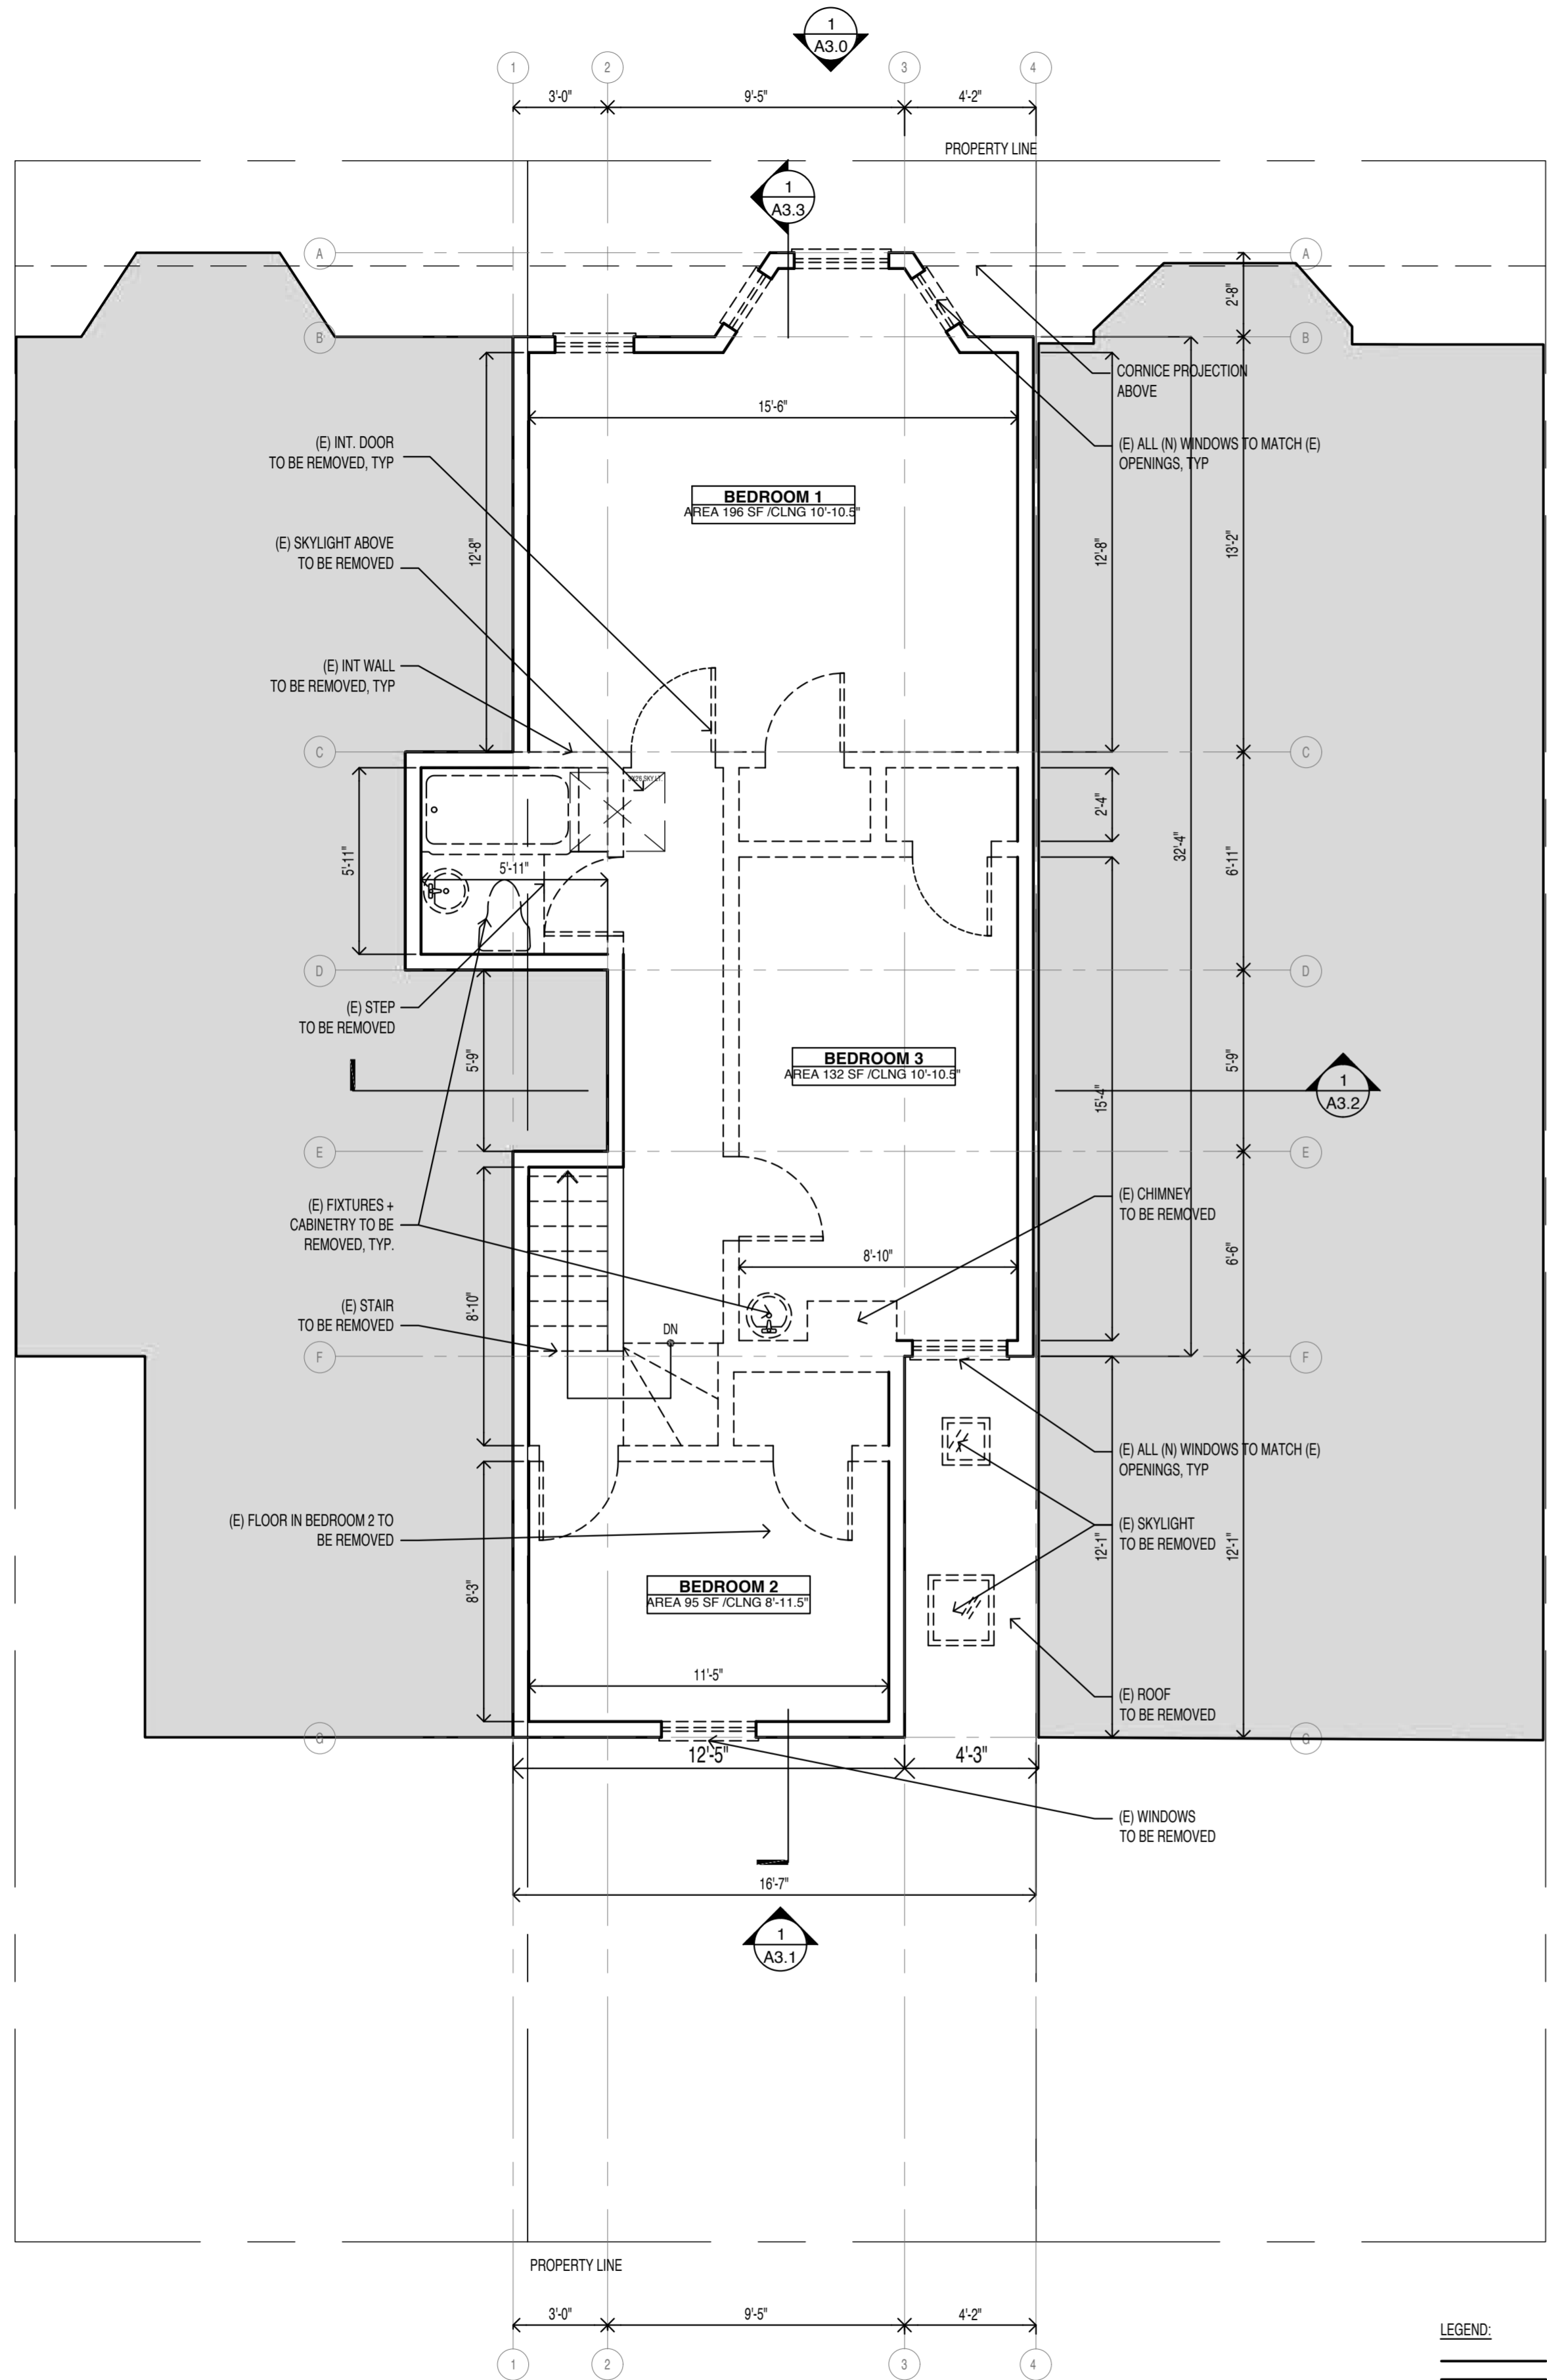 1
A3.0
1
2
3
4
3'-0"
9'-5"
4'-2"
PROPERTY LINE
1
A3.3
A
A
2'-8"
B
B
CORNICE PROJECTION
ABOVE
15'-6"
(E) INT. DOOR
TO BE REMOVED, TYP
(E) ALL (N) WINDOWS TO MATCH (E)
OPENINGS, TYP
BEDROOM 1
AREA 196 SF /CLNG 10'-10.5"
(E) SKYLIGHT ABOVE
TO BE REMOVED
12'-8"
12'-8"
13'-2"
(E) INT WALL
TO BE REMOVED, TYP
C
C
2'-4"
32'-4"
5'-11"
5'-11"
6'-11"
D
D
(E) STEP
TO BE REMOVED
5'-9"
BEDROOM 3
AREA 132 SF /CLNG 10'-10.5"
15'-4"
5'-9"
1
A3.2
E
E
(E) FIXTURES +
CABINETRY TO BE
REMOVED, TYP.
(E) CHIMNEY
TO BE REMOVED
8'-10"
6'-6"
8'-10"
(E) STAIR
TO BE REMOVED
DN
F
F
(E) ALL (N) WINDOWS TO MATCH (E)
OPENINGS, TYP
(E) FLOOR IN BEDROOM 2 TO
BE REMOVED
(E) SKYLIGHT
TO BE REMOVED
12'-1"
12'-1"
8'-3"
BEDROOM 2
AREA 95 SF /CLNG 8'-11.5"
11'-5"
(E) ROOF
TO BE REMOVED
G
G
12'-5"
4'-3"
(E) WINDOWS
TO BE REMOVED
16'-7"
1
A3.1
PROPERTY LINE
3'-0"
9'-5"
4'-2"
LEGEND:
1
2
3
4